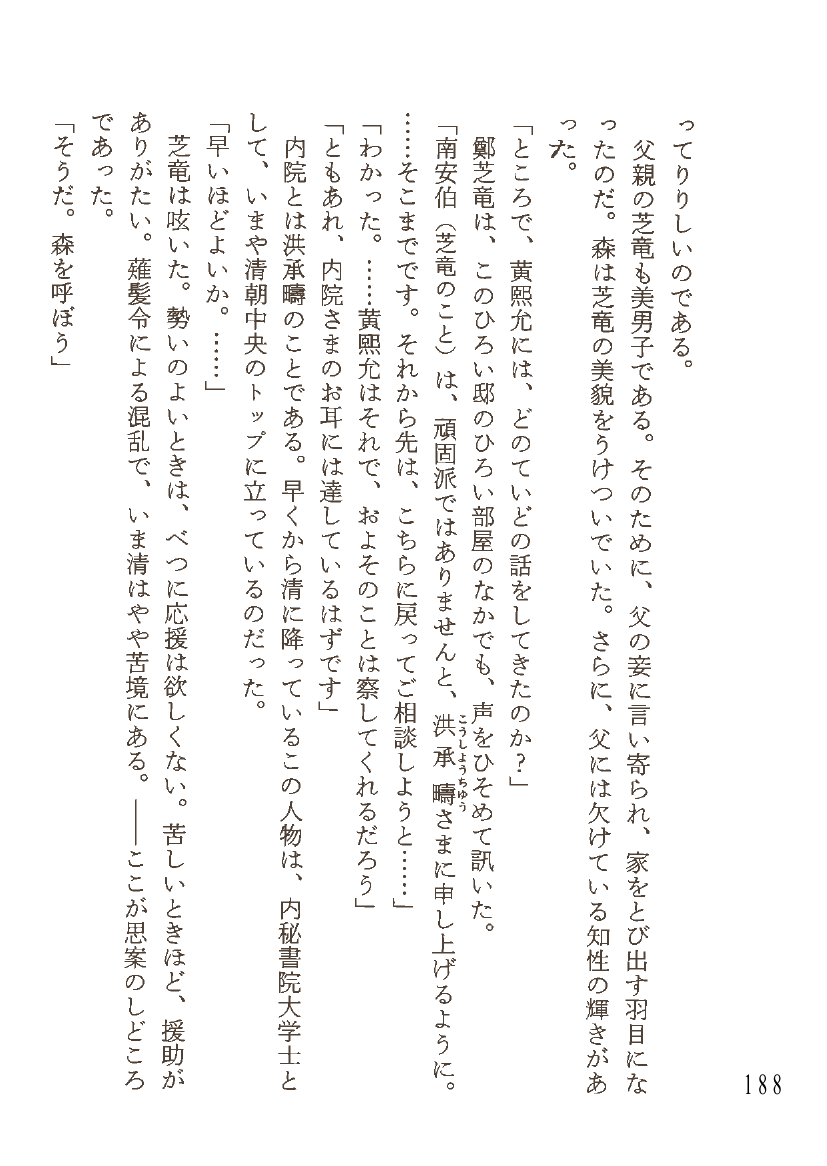 ってりりしいのである。
父親の芝竜も美男子である。そのために、父の妾に言い寄られ、家をとび出す羽目にな
ったのだ。森は芝竜の美貌をうけついでいた。さらに、父には欠けている知性の輝きがあ
った。
「ところで、黄熙允には、どのていどの話をしてきたのか?」
鄭芝竜は、このひろい邸のひろい部屋のなかでも、声をひそめて訊いた。
「南安伯(芝竜のこと)は、頑固派ではありませんと、洪承疇さまに申し上げるように。
こうしょうちゆう
……そこまでです。それから先は、こちらに戻ってご相談しようと……」
「わかった。……黄熙允はそれで、およそのことは察してくれるだろう」
「ともあれ、内院さまのお耳には達しているはずです」
内院とは洪承疇のことである。早くから清に降っているこの人物は、内秘書院大学士と
して、いまや清朝中央のトップに立っているのだった。
「早いほどよいか。……」
芝竜は呟いた。勢いのよいときは、べつに応援は欲しくない。苦しいときほど、援助が
ありがたい。薙髪令による混乱で、いま清はやや苦境にある。――ここが思案のしどころ
であった。
「そうだ。森を呼ぼう」
188